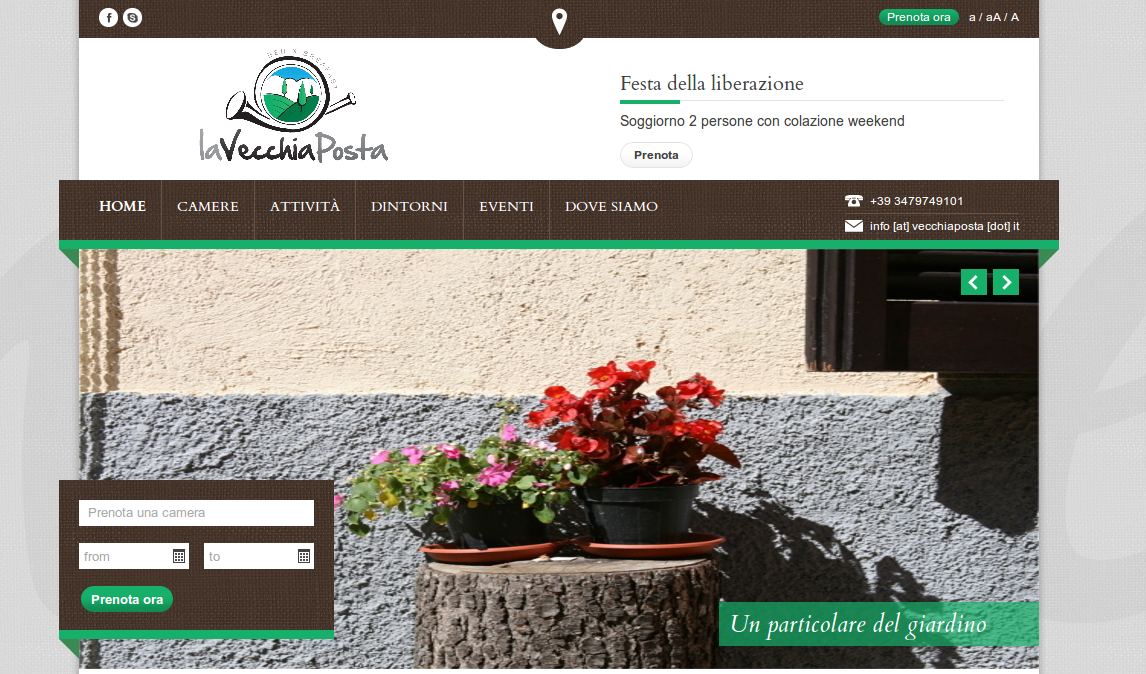 Prenota ora
a / aA / A
BED & BREAKFAST
laVecchiaPosta
Festa della liberazione
Soggiorno 2 persone con colazione weekend
Prenota
HOME
CAMERE
ATTIVITÀ
DINTORNI
EVENTI
DOVE SIAMO
+39 3479749101
info [at] vecchiaposta [dot] it
Prenota una camera
from
to
Prenota ora
Un particolare del giardino